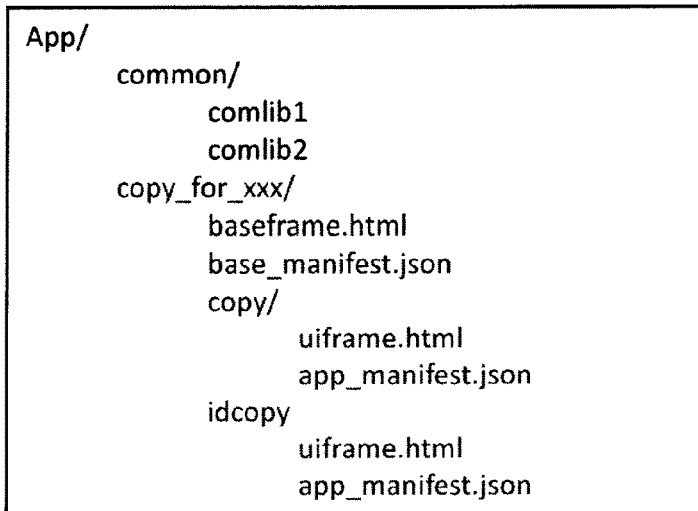 App/
common/
comlib1
comlib2
copy_for_xxx/
baseframe.html
base_manifest.json
copy/
uiframe.html
app_manifest.json
idcopy
uiframe.html
app_manifest.json